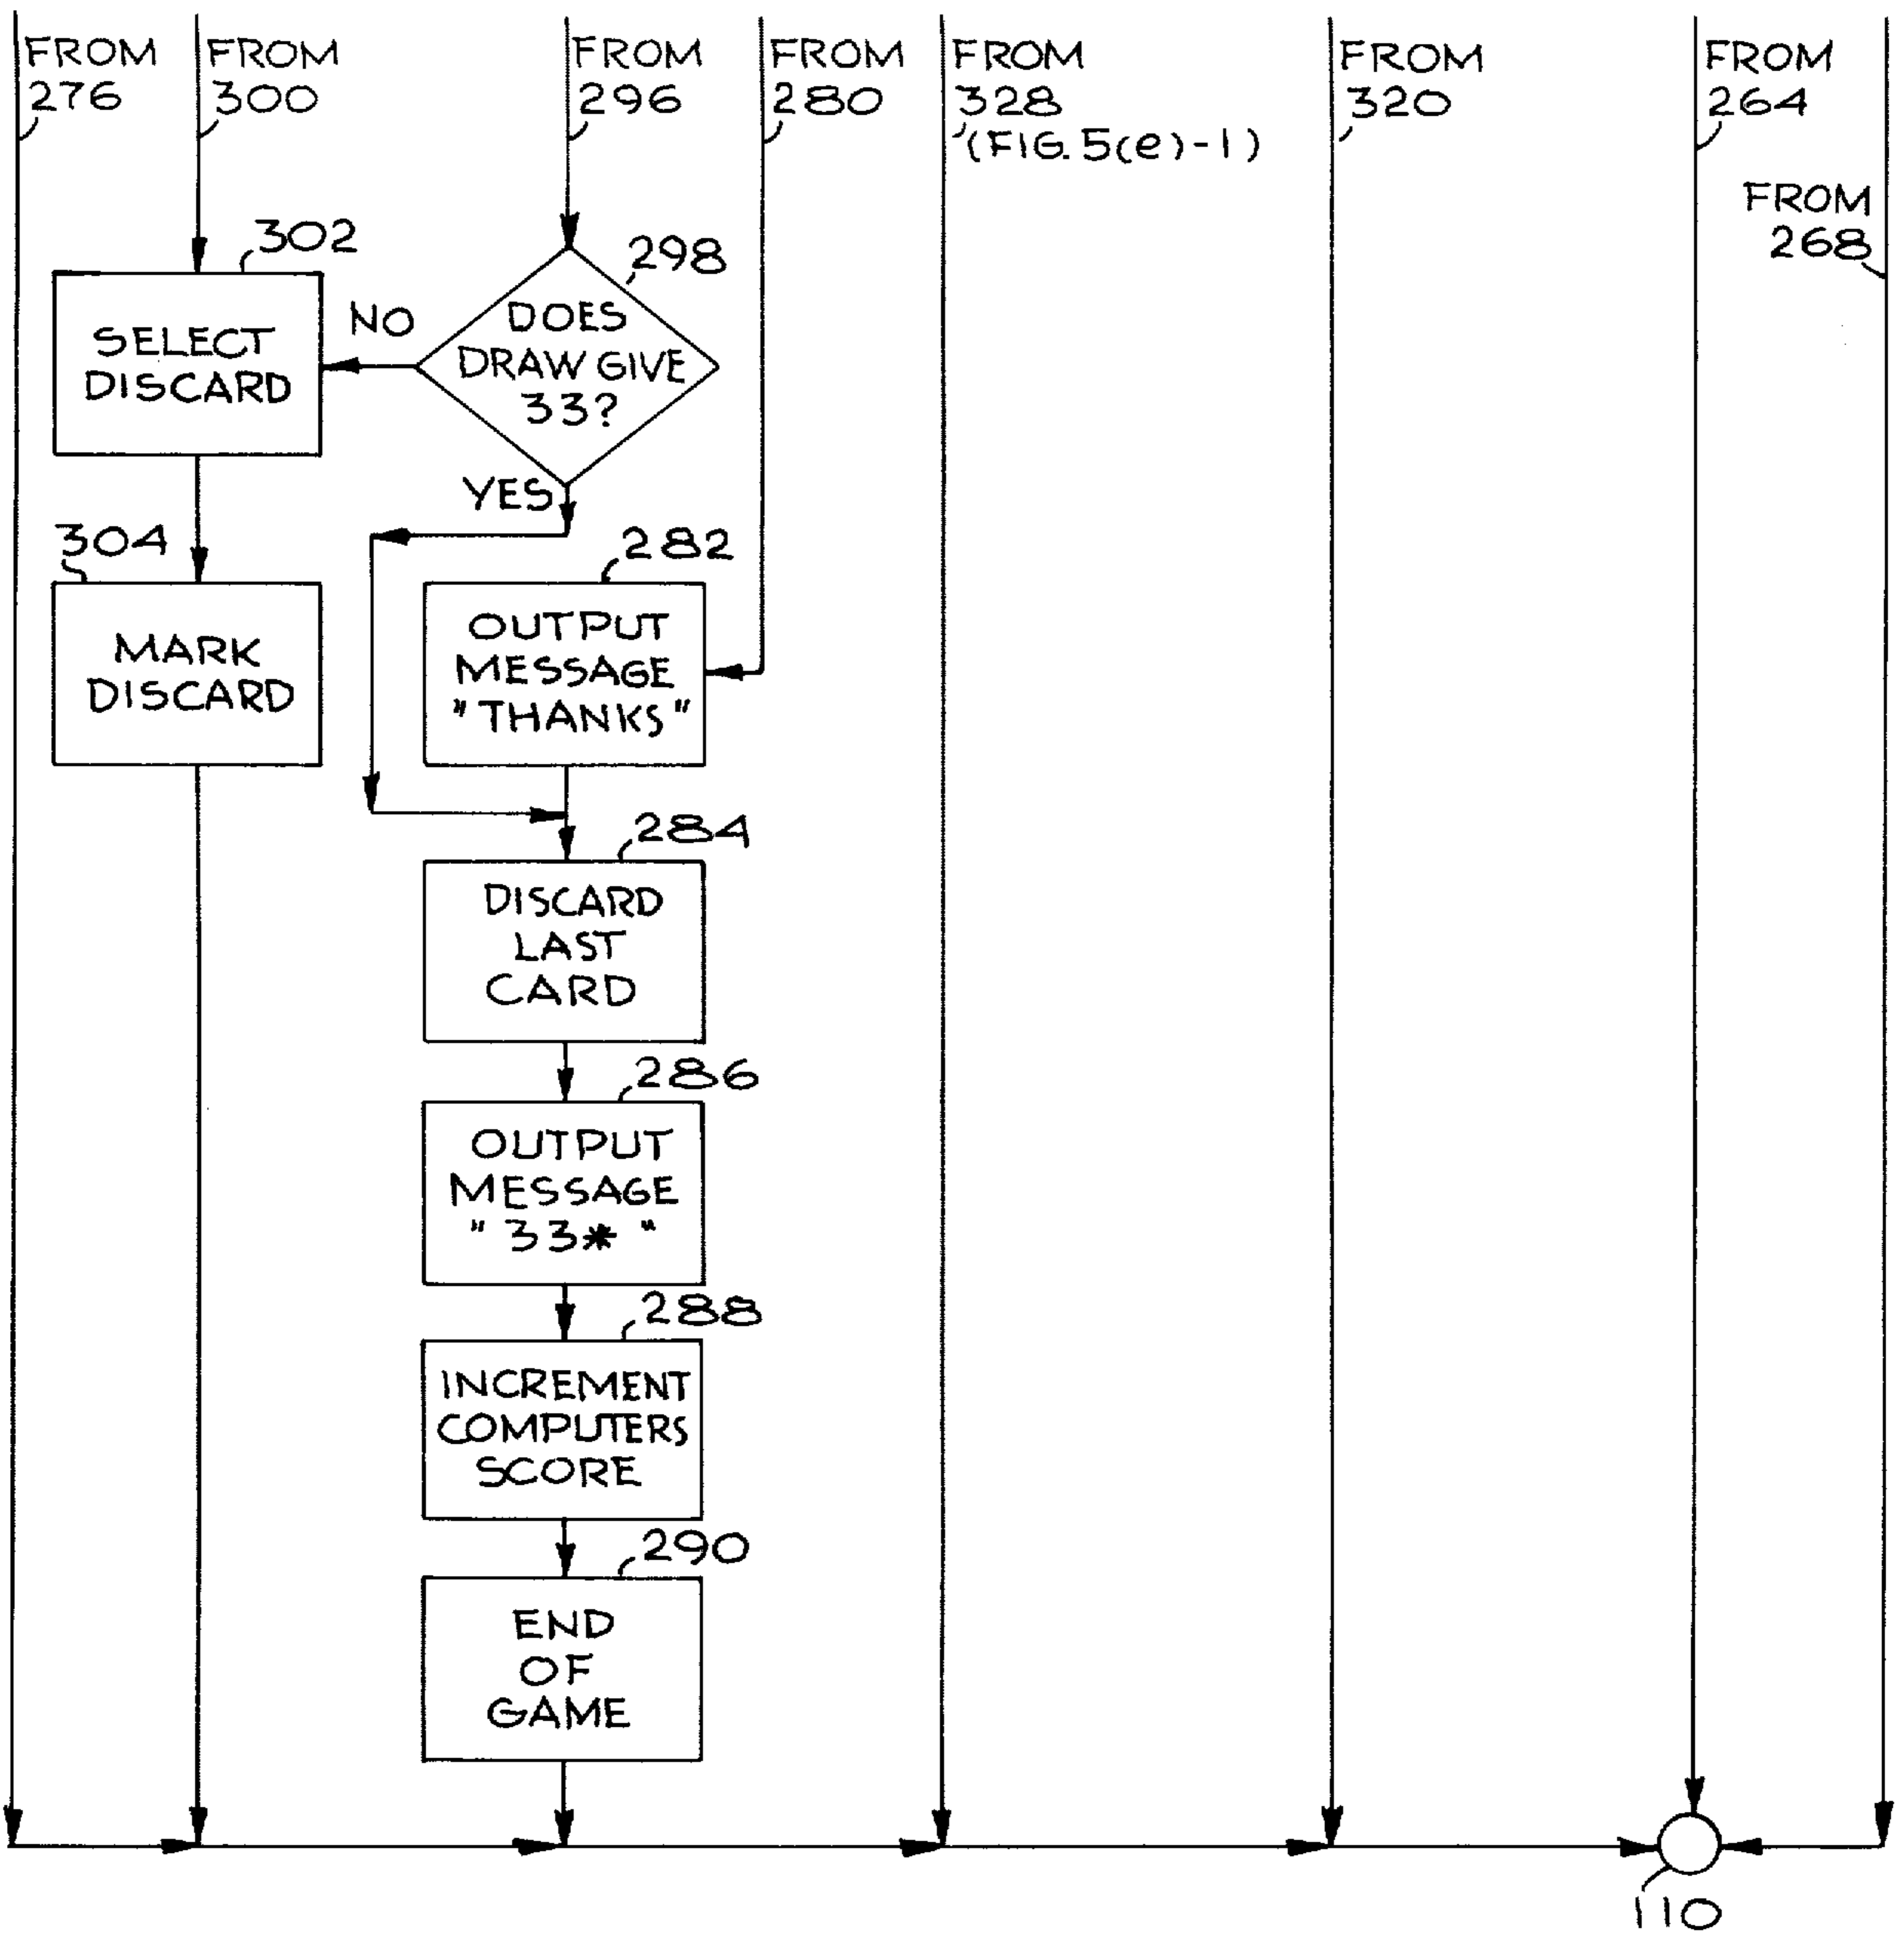 FROM
276
FROM
300
FROM
296
FROM
280
FROM
328
(FIG. 5(e)-1)
FROM
320
FROM
264
FROM
268
302
SELECT
DISCARD
NO
298
DOES
DRAW GIVE
33?
YES
304
MARK
DISCARD
282
OUTPUT
MESSAGE
"THANKS"
284
DISCARD
LAST
CARD
286
OUTPUT
MESSAGE
"33*"
288
INCREMENT
COMPUTERS
SCORE
290
END
OF
GAME
110